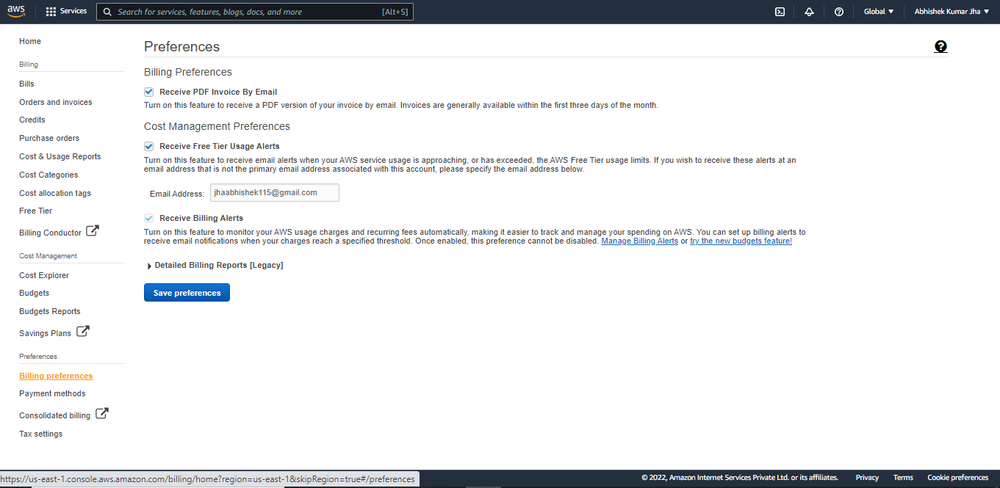 aws
Services
Search for services, features, blogs, docs, and more
[Alt+S]
Global ▼
Abhishek Kumar Jha ▼
Home
Billing
Bills
Orders and invoices
Credits
Purchase orders
Cost & Usage Reports
Cost Categories
Cost allocation tags
Free Tier
Billing Conductor
Cost Management
Cost Explorer
Budgets
Budgets Reports
Savings Plans
Preferences
Billing preferences
Payment methods
Consolidated billing
Tax settings
Preferences
Billing Preferences
Receive PDF Invoice By Email
Turn on this feature to receive a PDF version of your invoice by email. Invoices are generally available within the first three days of the month.
Cost Management Preferences
Receive Free Tier Usage Alerts
Turn on this feature to receive email alerts when your AWS service usage is approaching, or has exceeded, the AWS Free Tier usage limits. If you wish to receive these alerts at an
email address that is not the primary email address associated with this account, please specify the email address below.
Email Address: jhaabhishek115@gmail.com
Receive Billing Alerts
Turn on this feature to monitor your AWS usage charges and recurring fees automatically, making it easier to track and manage your spending on AWS. You can set up billing alerts to
receive email notifications when your charges reach a specified threshold. Once enabled, this preference cannot be disabled. Manage Billing Alerts or try the new budgets feature!
Detailed Billing Reports [Legacy]
Save preferences
https://us-east-1.console.aws.amazon.com/billing/home?region=us-east-1&skipRegion=true#/preferences
© 2022, Amazon Internet Services Private Ltd. or its affiliates.
Privacy
Terms
Cookie preferences